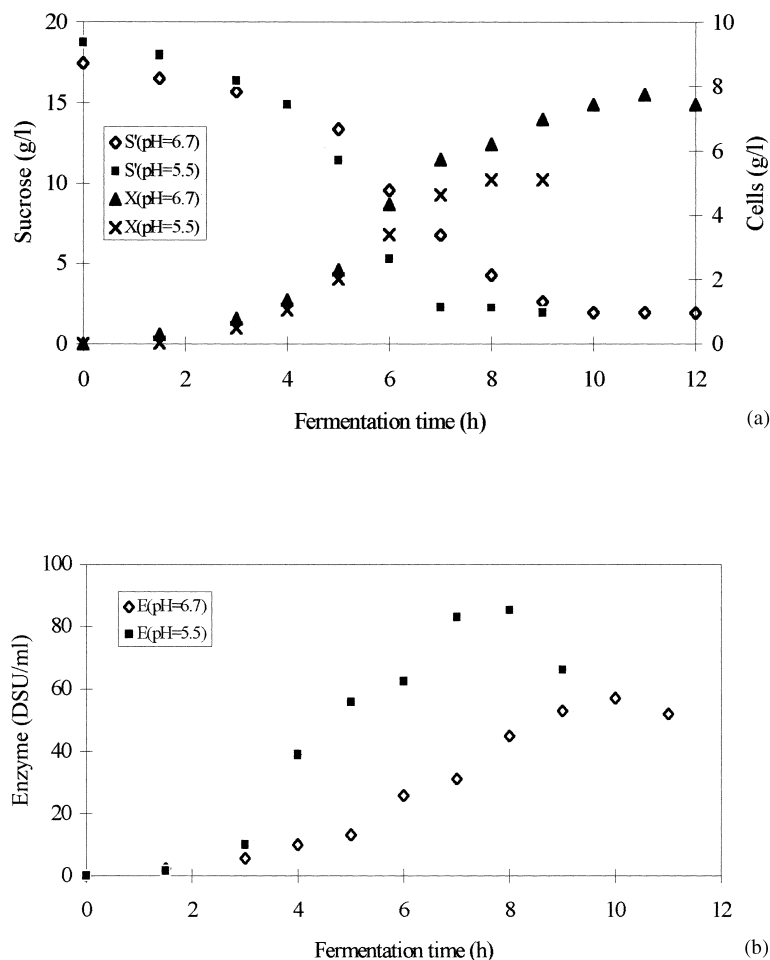 20
15
10
5
0
Sucrose (g/l)
S'(pH=6.7)
S'(pH=5.5)
X(pH=6.7)
X(pH=5.5)
10
8
6
4
2
0
Cells (g/l)
0 2 4 6 8 10 12
Fermentation time (h)
(a)
100
80
60
40
20
0
Enzyme (DSU/ml)
E(pH=6.7)
E(pH=5.5)
0 2 4 6 8 10 12
Fermentation time (h)
(b)